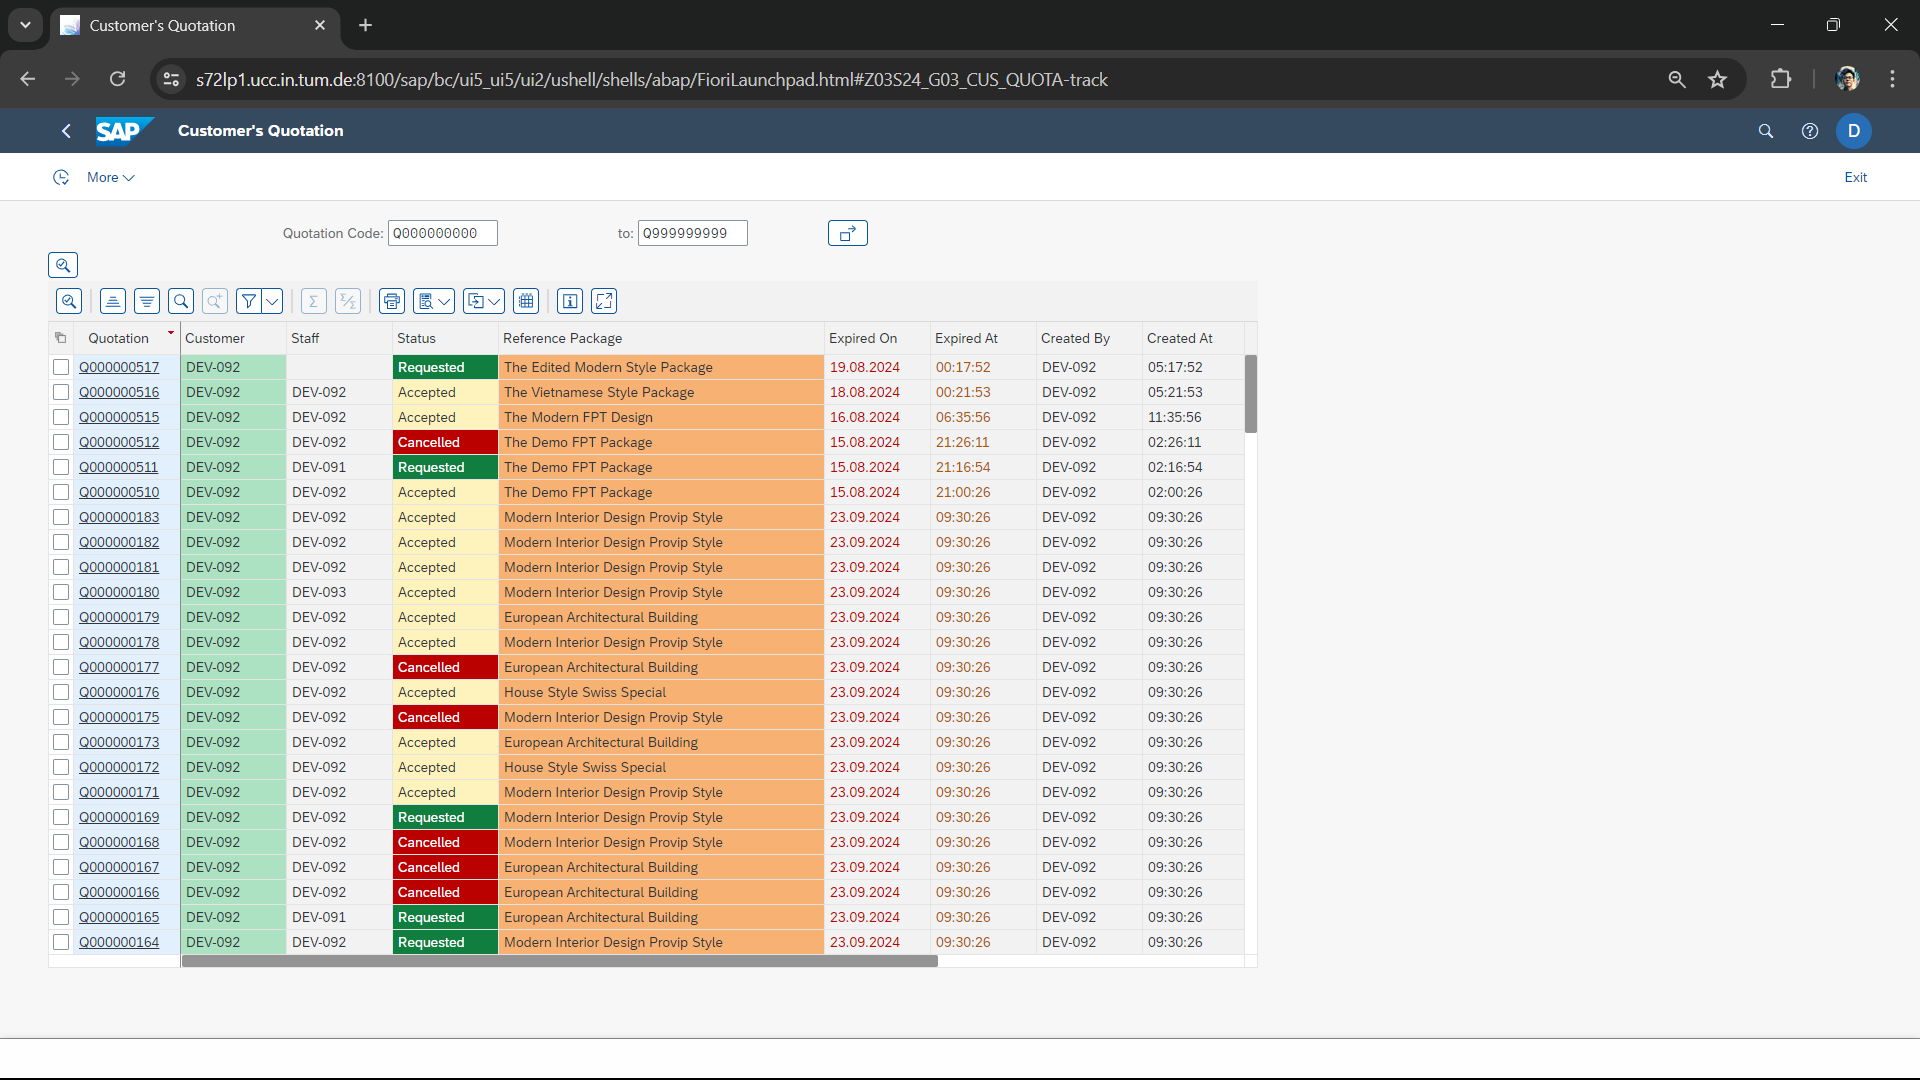 Customer's Quotation
s72lp1.ucc.in.tum.de:8100/sap/bc/ui5_ui5/ui2/ushell/shells/abap/FioriLaunchpad.html#Z03S24_G03_CUS_QUOTA-track
SAP Customer's Quotation D
More Exit
Quotation Code: Q000000000 to: Q999999999
Quotation Customer Staff Status Reference Package Expired On Expired At Created By Created At
Q000000517 DEV-092 Requested The Edited Modern Style Package 19.08.2024 00:17:52 DEV-092 05:17:52
Q000000516 DEV-092 DEV-092 Accepted The Vietnamese Style Package 18.08.2024 00:21:53 DEV-092 05:21:53
Q000000515 DEV-092 DEV-092 Accepted The Modern FPT Design 16.08.2024 06:35:56 DEV-092 11:35:56
Q000000512 DEV-092 DEV-092 Cancelled The Demo FPT Package 15.08.2024 21:26:11 DEV-092 02:26:11
Q000000511 DEV-092 DEV-091 Requested The Demo FPT Package 15.08.2024 21:16:54 DEV-092 02:16:54
Q000000510 DEV-092 DEV-092 Accepted The Demo FPT Package 15.08.2024 21:00:26 DEV-092 02:00:26
Q000000183 DEV-092 DEV-092 Accepted Modern Interior Design Provip Style 23.09.2024 09:30:26 DEV-092 09:30:26
Q000000182 DEV-092 DEV-092 Accepted Modern Interior Design Provip Style 23.09.2024 09:30:26 DEV-092 09:30:26
Q000000181 DEV-092 DEV-092 Accepted Modern Interior Design Provip Style 23.09.2024 09:30:26 DEV-092 09:30:26
Q000000180 DEV-092 DEV-093 Accepted Modern Interior Design Provip Style 23.09.2024 09:30:26 DEV-092 09:30:26
Q000000179 DEV-092 DEV-092 Accepted European Architectural Building 23.09.2024 09:30:26 DEV-092 09:30:26
Q000000178 DEV-092 DEV-092 Accepted Modern Interior Design Provip Style 23.09.2024 09:30:26 DEV-092 09:30:26
Q000000177 DEV-092 DEV-092 Cancelled European Architectural Building 23.09.2024 09:30:26 DEV-092 09:30:26
Q000000176 DEV-092 DEV-092 Accepted House Style Swiss Special 23.09.2024 09:30:26 DEV-092 09:30:26
Q000000175 DEV-092 DEV-092 Cancelled Modern Interior Design Provip Style 23.09.2024 09:30:26 DEV-092 09:30:26
Q000000173 DEV-092 DEV-092 Accepted European Architectural Building 23.09.2024 09:30:26 DEV-092 09:30:26
Q000000172 DEV-092 DEV-092 Accepted House Style Swiss Special 23.09.2024 09:30:26 DEV-092 09:30:26
Q000000171 DEV-092 DEV-092 Accepted Modern Interior Design Provip Style 23.09.2024 09:30:26 DEV-092 09:30:26
Q000000169 DEV-092 DEV-092 Requested Modern Interior Design Provip Style 23.09.2024 09:30:26 DEV-092 09:30:26
Q000000168 DEV-092 DEV-092 Cancelled Modern Interior Design Provip Style 23.09.2024 09:30:26 DEV-092 09:30:26
Q000000167 DEV-092 DEV-092 Cancelled European Architectural Building 23.09.2024 09:30:26 DEV-092 09:30:26
Q000000166 DEV-092 DEV-092 Cancelled European Architectural Building 23.09.2024 09:30:26 DEV-092 09:30:26
Q000000165 DEV-092 DEV-091 Requested European Architectural Building 23.09.2024 09:30:26 DEV-092 09:30:26
Q000000164 DEV-092 DEV-092 Requested Modern Interior Design Provip Style 23.09.2024 09:30:26 DEV-092 09:30:26